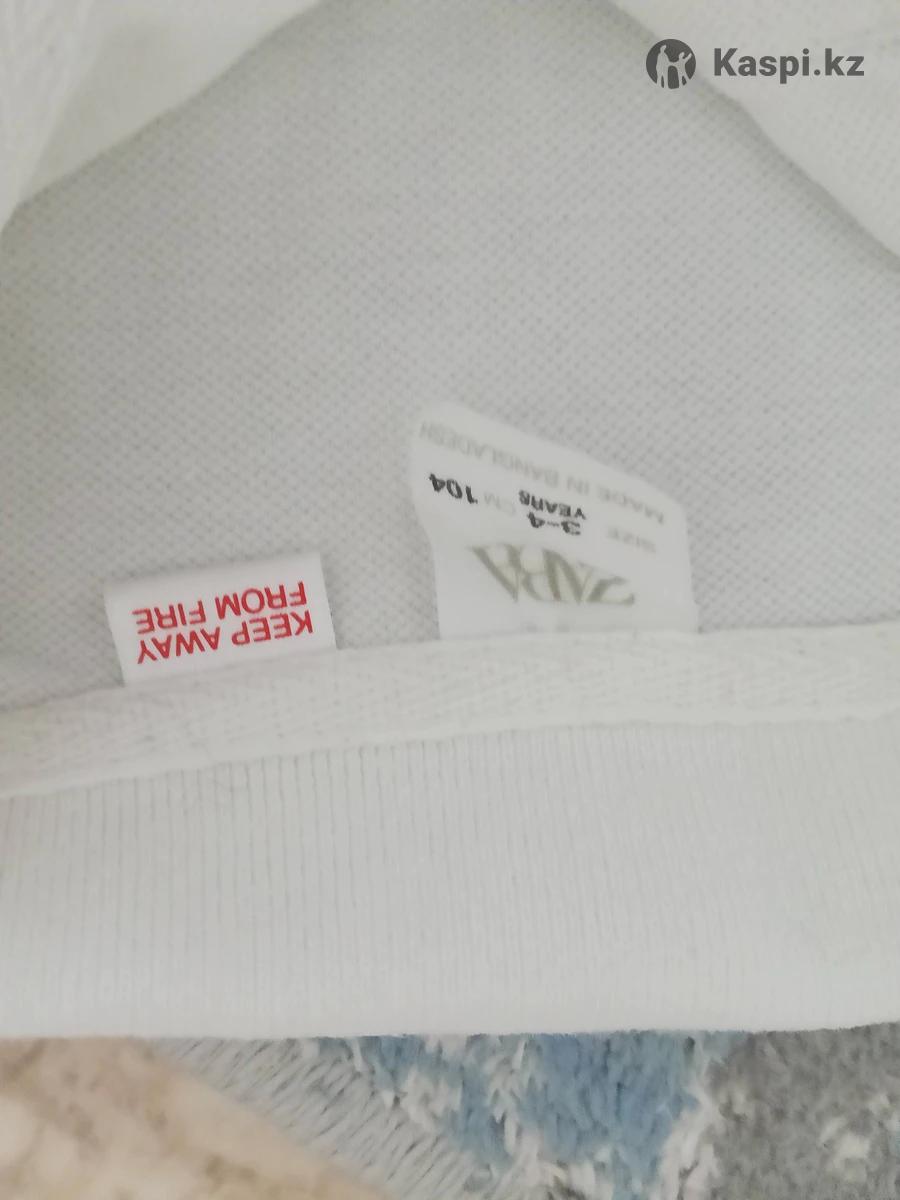 Kaspi.kz
KEEP AWAY
FROM FIRE
ZARA
SIZE 3-4 YEARS CM 104
MADE IN BANGLADESH